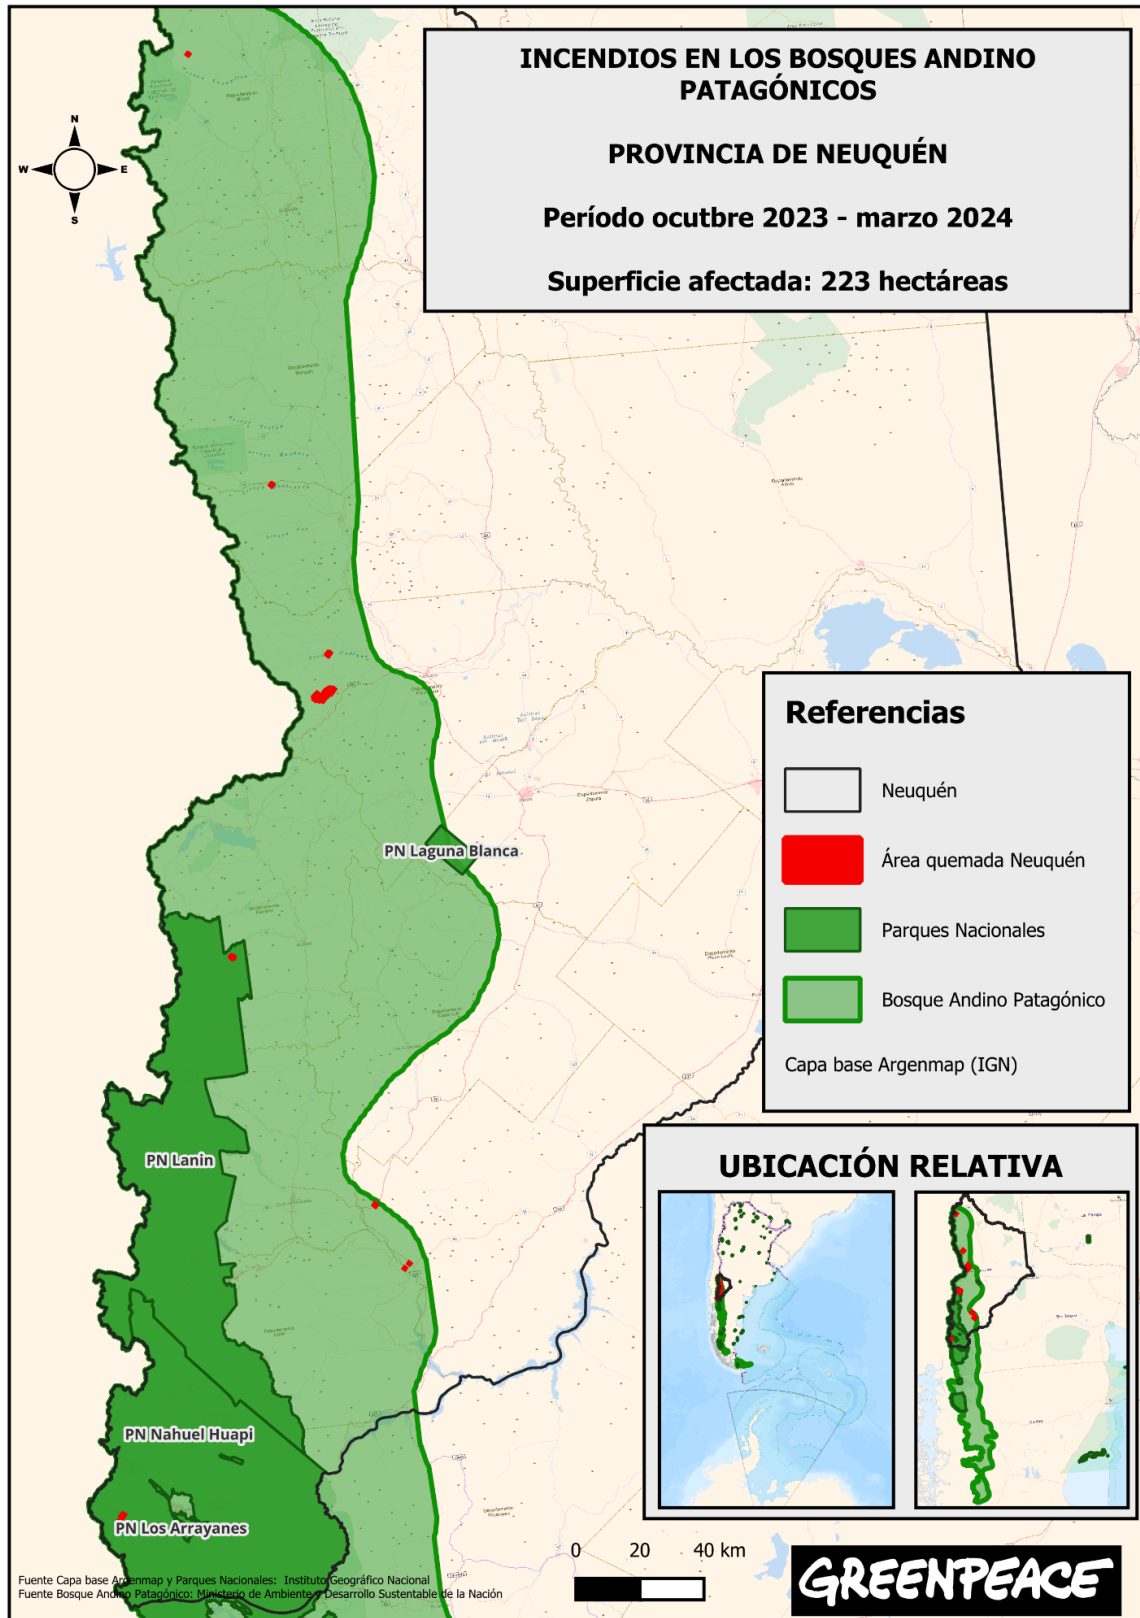 INCENDIOS EN LOS BOSQUES ANDINO
PATAGÓNICOS
PROVINCIA DE NEUQUÉN
Período ocutbre 2023 - marzo 2024
Superficie afectada: 223 hectáreas
N
W
E
S
Referencias
Neuquén
Área quemada Neuquén
Parques Nacionales
Bosque Andino Patagónico
Capa base Argenmap (IGN)
PN Laguna Blanca
PN Lanin
PN Nahuel Huapi
PN Los Arrayanes
UBICACIÓN RELATIVA
0 20 40 km
GREENPEACE
Fuente Capa base Argenmap y Parques Nacionales: Instituto Geográfico Nacional
Fuente Bosque Andino Patagónico: Ministerio de Ambiente y Desarrollo Sustentable de la Nación